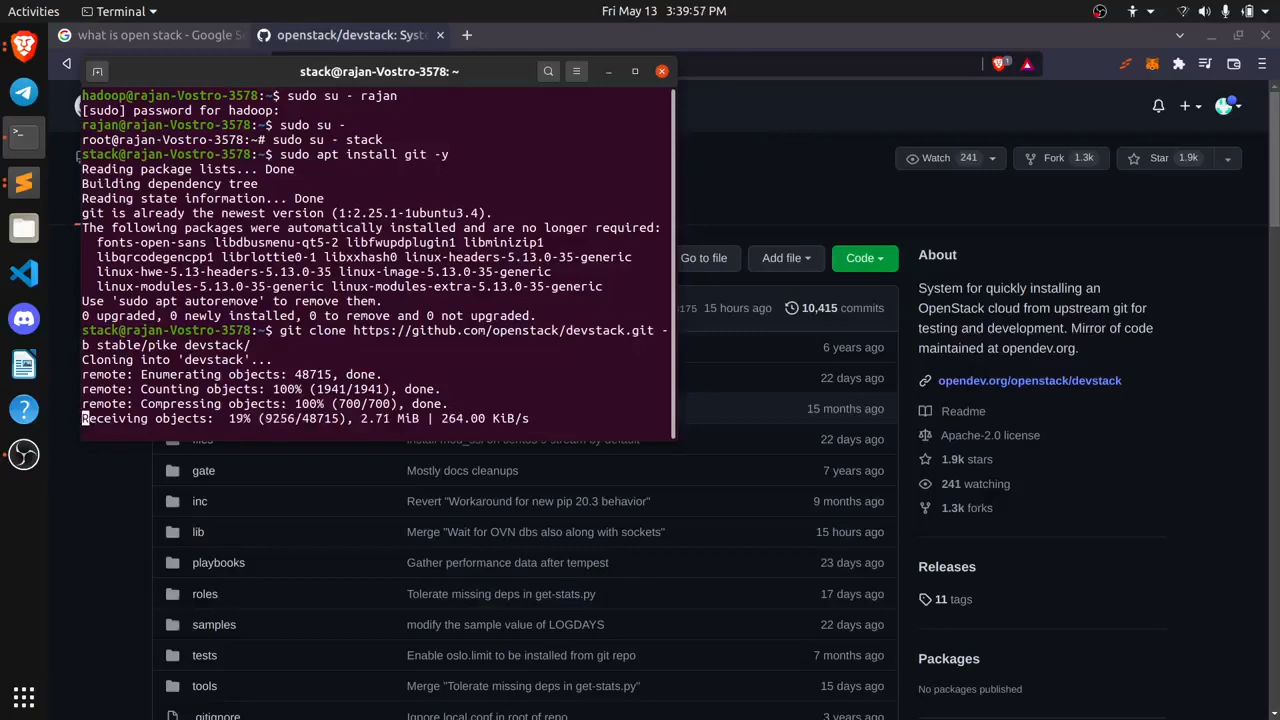 Activities
Terminal
Fri May 13 3:39:57 PM
what is open stack - Google S
openstack/devstack: Syste
stack@rajan-Vostro-3578: ~
hadoop@rajan-Vostro-3578:~$ sudo su - rajan
[sudo] password for hadoop:
rajan@rajan-Vostro-3578:~$ sudo su -
root@rajan-Vostro-3578:~# sudo su - stack
stack@rajan-Vostro-3578:~$ sudo apt install git -y
Reading package lists... Done
Building dependency tree
Reading state information... Done
git is already the newest version (1:2.25.1-1ubuntu3.4).
The following packages were automatically installed and are no longer required:
fonts-open-sans libdbusmenu-qt5-2 libfwupdplugin1 libminizip1
libqrcodegencpp1 librlottie0-1 libxxhash0 linux-headers-5.13.0-35-generic
linux-hwe-5.13-headers-5.13.0-35 linux-image-5.13.0-35-generic
linux-modules-5.13.0-35-generic linux-modules-extra-5.13.0-35-generic
Use 'sudo apt autoremove' to remove them.
0 upgraded, 0 newly installed, 0 to remove and 0 not upgraded.
stack@rajan-Vostro-3578:~$ git clone https://github.com/openstack/devstack.git -
b stable/pike devstack/
Cloning into 'devstack'...
remote: Enumerating objects: 48715, done.
remote: Counting objects: 100% (1941/1941), done.
remote: Compressing objects: 100% (700/700), done.
Receiving objects: 19% (9256/48715), 2.71 MiB | 264.00 KiB/s
Watch 241
Fork 1.3k
Star 1.9k
Go to file
Add file
Code
175 15 hours ago 10,415 commits
6 years ago
22 days ago
15 months ago
22 days ago
gate Mostly docs cleanups 7 years ago
inc Revert "Workaround for new pip 20.3 behavior" 9 months ago
lib Merge "Wait for OVN dbs also along with sockets" 15 hours ago
playbooks Gather performance data after tempest 23 days ago
roles Tolerate missing deps in get-stats.py 17 days ago
samples modify the sample value of LOGDAYS 22 days ago
tests Enable oslo.limit to be installed from git repo 7 months ago
tools Merge "Tolerate missing deps in get-stats.py" 15 days ago
.gitignore Ignore local.conf in root of repo 3 years ago
About
System for quickly installing an
OpenStack cloud from upstream git for
testing and development. Mirror of code
maintained at opendev.org.
opendev.org/openstack/devstack
Readme
Apache-2.0 license
1.9k stars
241 watching
1.3k forks
Releases
11 tags
Packages
No packages published